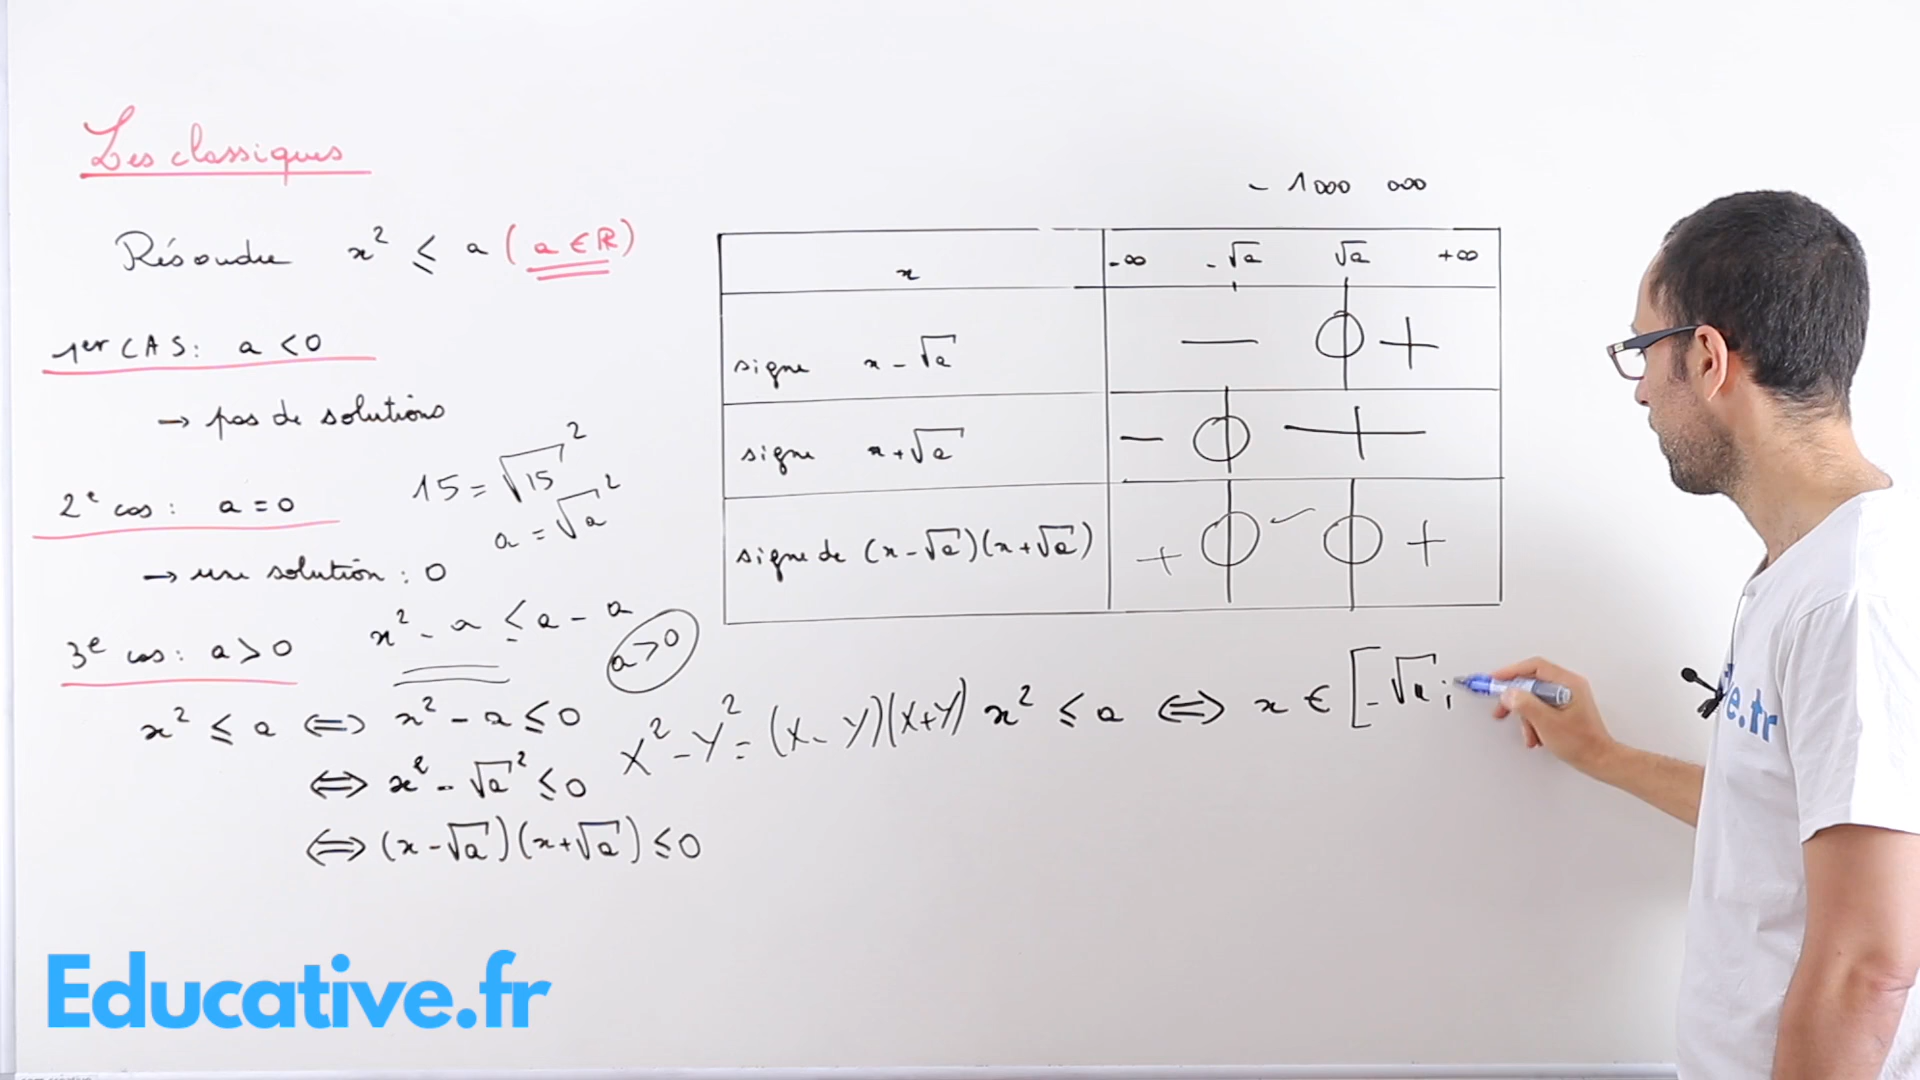 Les classiques
Résoudre x² ≤ a (a ∈ ℝ)
1er CAS: a < 0
→ pas de solutions
2e cas: a = 0
→ une solution: 0
15 = √15²
a = √a²
3e cas: a > 0
x² - a ≤ a - a
a > 0
x² ≤ a ⟺ x² - a ≤ 0
⟺ x² - √a² ≤ 0
⟺ (x - √a)(x + √a) ≤ 0
X² - Y² = (X - Y)(X + Y)
- 1000 000
x -∞ -√a √a +∞
signe x - √a — 0 +
signe x + √a — 0 +
signe de (x - √a)(x + √a) + 0 - 0 +
x² ≤ a ⟺ x ∈ [-√a ;
e.fr
Educative.fr